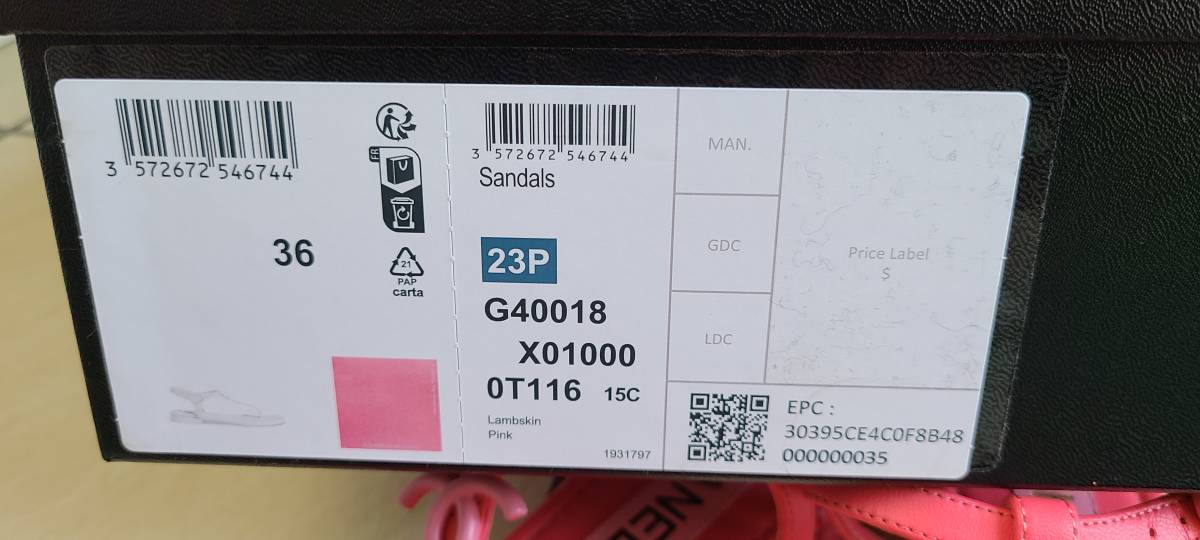 3 572672 546744
36
FR
21
PAP
carta
3 572672 546744
Sandals
23P
G40018
X01000
0T116 15C
Lambskin
Pink
1931797
MAN.
GDC
LDC
Price Label
$
EPC :
30395CE4C0F8B48
000000035